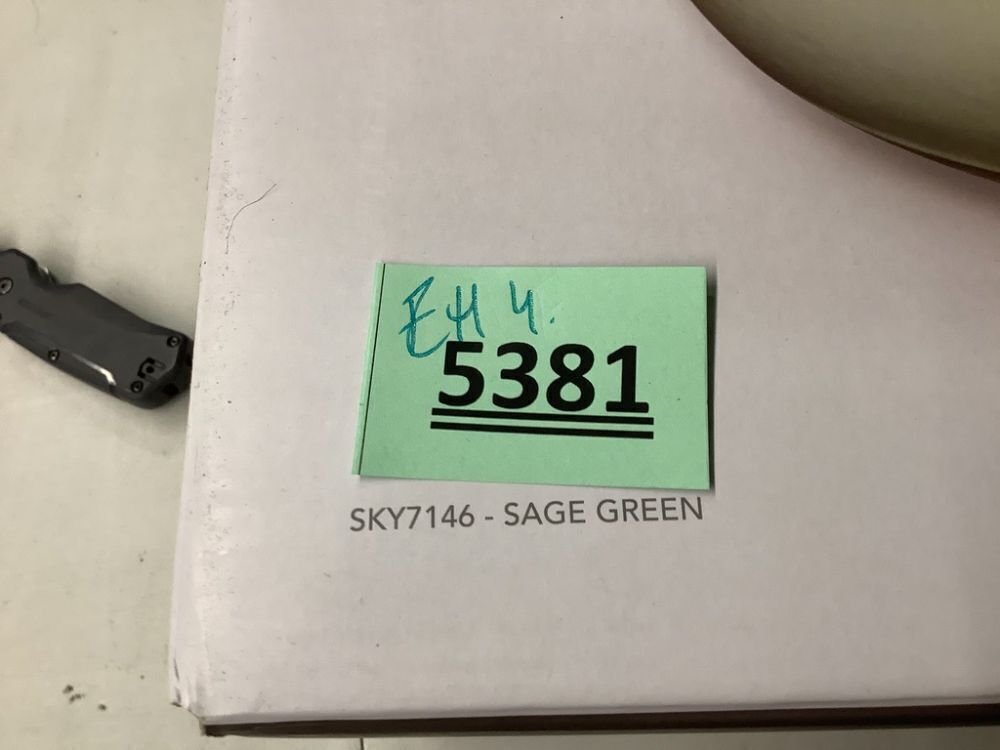 EH 4.
5381
SKY7146 - SAGE GREEN